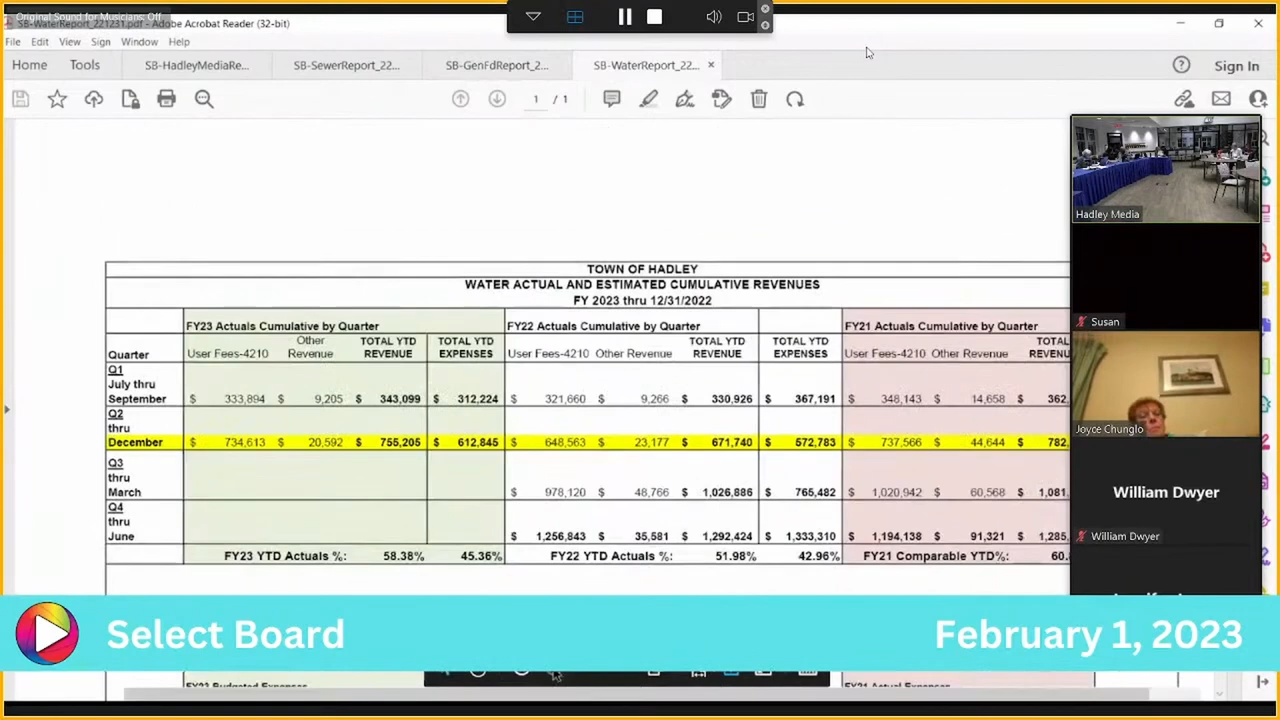 Original Sound for Musicians: Off
SB-WaterReport_221231.pdf - Adobe Acrobat Reader (32-bit)
File Edit View Sign Window Help
Home Tools SB-HadleyMediaRe... SB-SewerReport_22... SB-GenFdReport_2... SB-WaterReport_22... × Sign In
1 / 1
Hadley Media
Susan
Joyce Chunglo
William Dwyer
William Dwyer
TOWN OF HADLEY
WATER ACTUAL AND ESTIMATED CUMULATIVE REVENUES
FY 2023 thru 12/31/2022
FY23 Actuals Cumulative by Quarter FY22 Actuals Cumulative by Quarter FY21 Actuals Cumulative by Quarter
Quarter User Fees-4210 Other Revenue TOTAL YTD REVENUE TOTAL YTD EXPENSES User Fees-4210 Other Revenue TOTAL YTD REVENUE TOTAL YTD EXPENSES User Fees-4210 Other Revenue
Q1
July thru
September $ 333,894 $ 9,205 $ 343,099 $ 312,224 $ 321,660 $ 9,266 $ 330,926 $ 367,191 $ 348,143 $ 14,658 $ 362,
Q2
thru
December $ 734,613 $ 20,592 $ 755,205 $ 612,845 $ 648,563 $ 23,177 $ 671,740 $ 572,783 $ 737,566 $ 44,644 $ 782,
Q3
thru
March $ 978,120 $ 48,766 $ 1,026,886 $ 765,482 $ 1,020,942 $ 60,568 $ 1,081,
Q4
thru
June $ 1,256,843 $ 35,581 $ 1,292,424 $ 1,333,310 $ 1,194,138 $ 91,321 $ 1,285,
FY23 YTD Actuals %: 58.38% 45.36% FY22 YTD Actuals %: 51.98% 42.96% FY21 Comparable YTD%: 60.
Select Board February 1, 2023